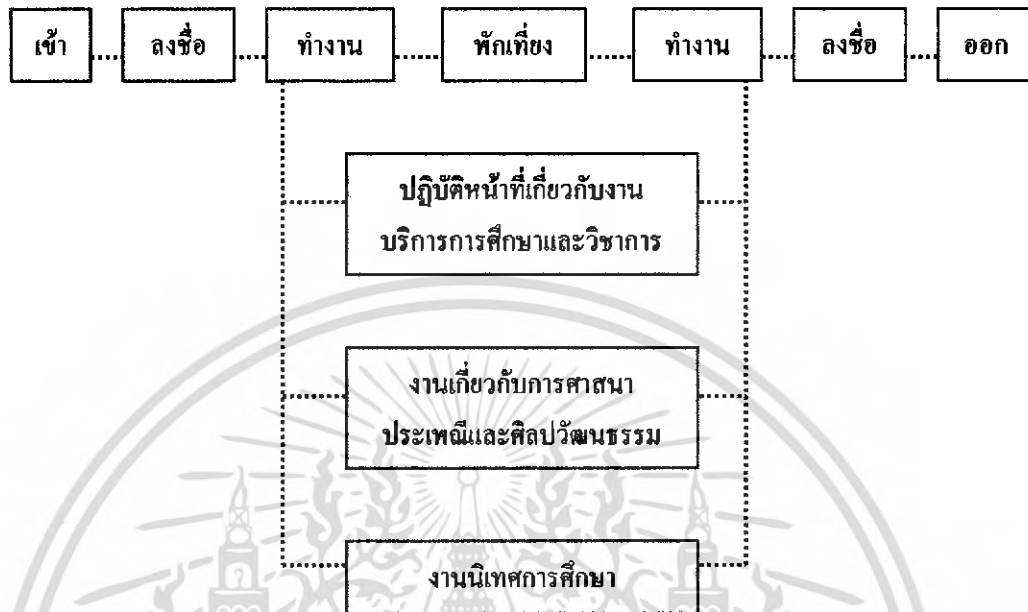 เข้า
ลงชื่อ
ทำงาน
พักเที่ยง
ทำงาน
ลงชื่อ
ออก
ปฏิบัติหน้าที่เกี่ยวกับงาน
บริการการศึกษาและวิชาการ
งานเกี่ยวกับการศาสนา
ประเพณีและศิลปวัฒนธรรม
งานนิเทศการศึกษา